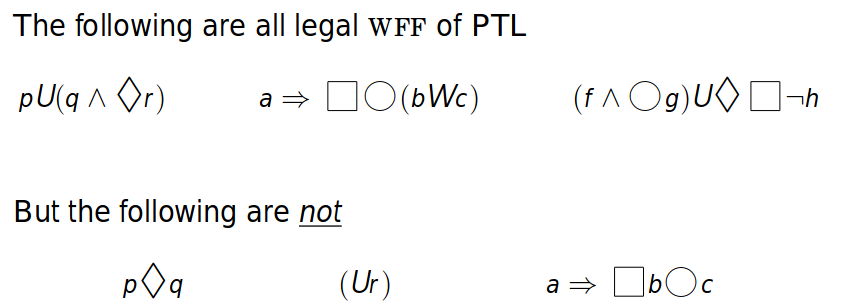 The following are all legal WFF of PTL
pU(q ∧ ◇r) a ⇒ □○(bWc) (f ∧ ○g)U◇□¬h
But the following are not
p◇q (Ur) a ⇒ □b○c